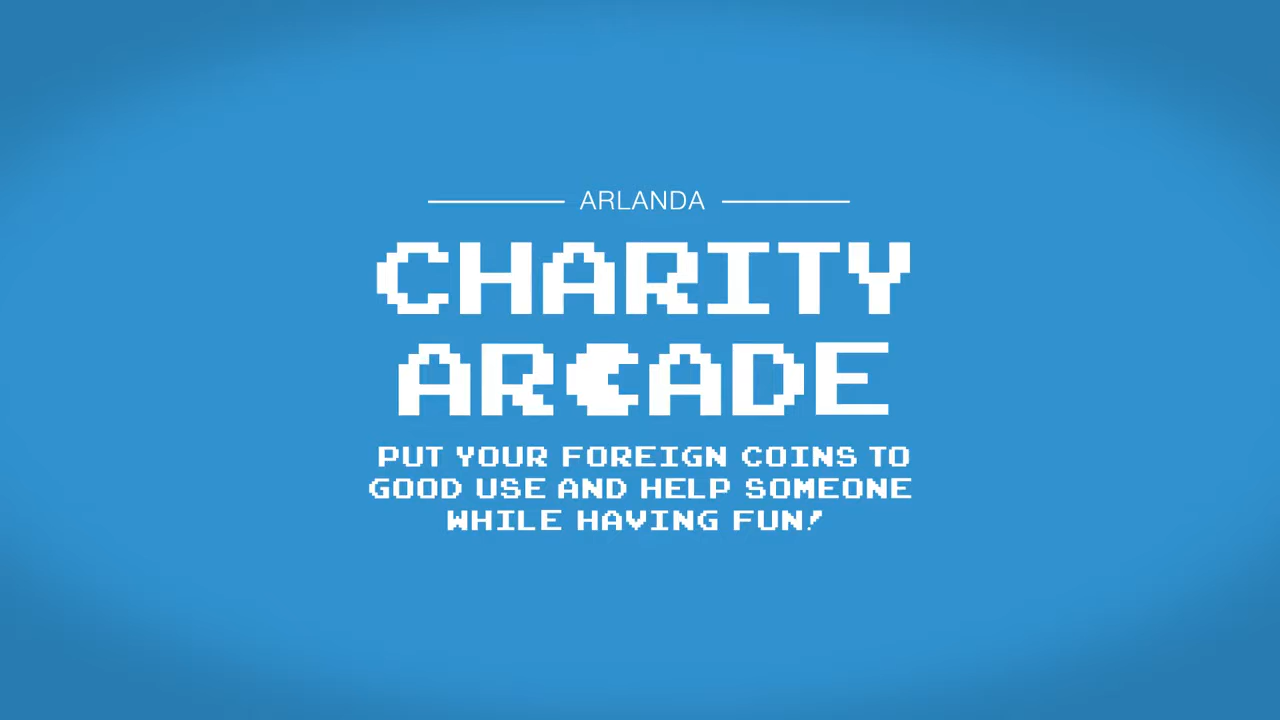 ARLANDA
CHARITY
ARCADE
PUT YOUR FOREIGN COINS TO
GOOD USE AND HELP SOMEONE
WHILE HAVING FUN!